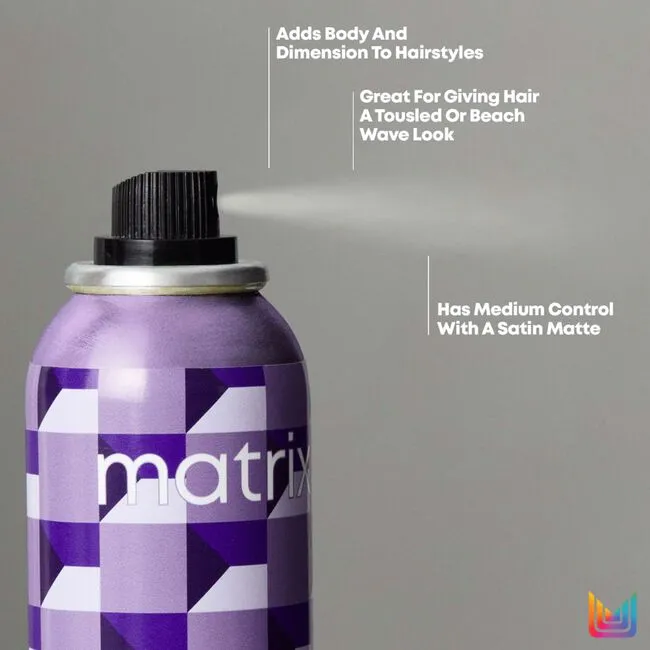 Adds Body And
Dimension To Hairstyles
Great For Giving Hair
A Tousled Or Beach
Wave Look
Has Medium Control
With A Satin Matte
matrix